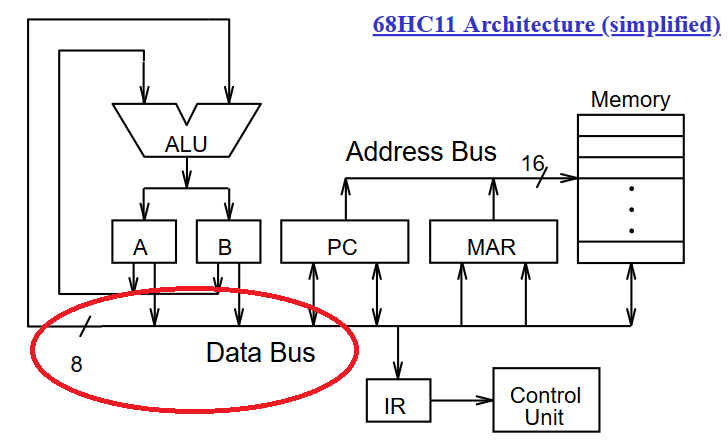 68HC11 Architecture (simplified)
Memory
ALU
Address Bus
16
A
B
PC
MAR
8
Data Bus
IR
Control
Unit